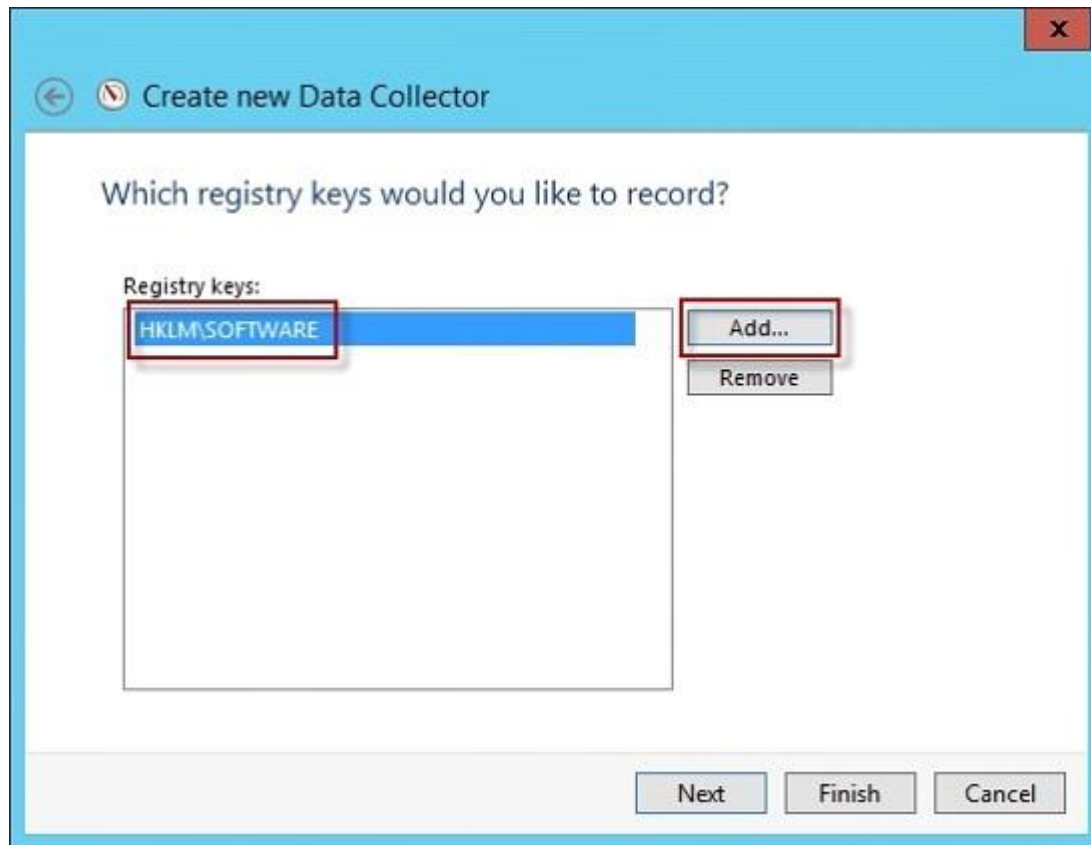 x
Create new Data Collector
Which registry keys would you like to record?
Registry keys:
HKLM\SOFTWARE
Add...
Remove
Next Finish Cancel